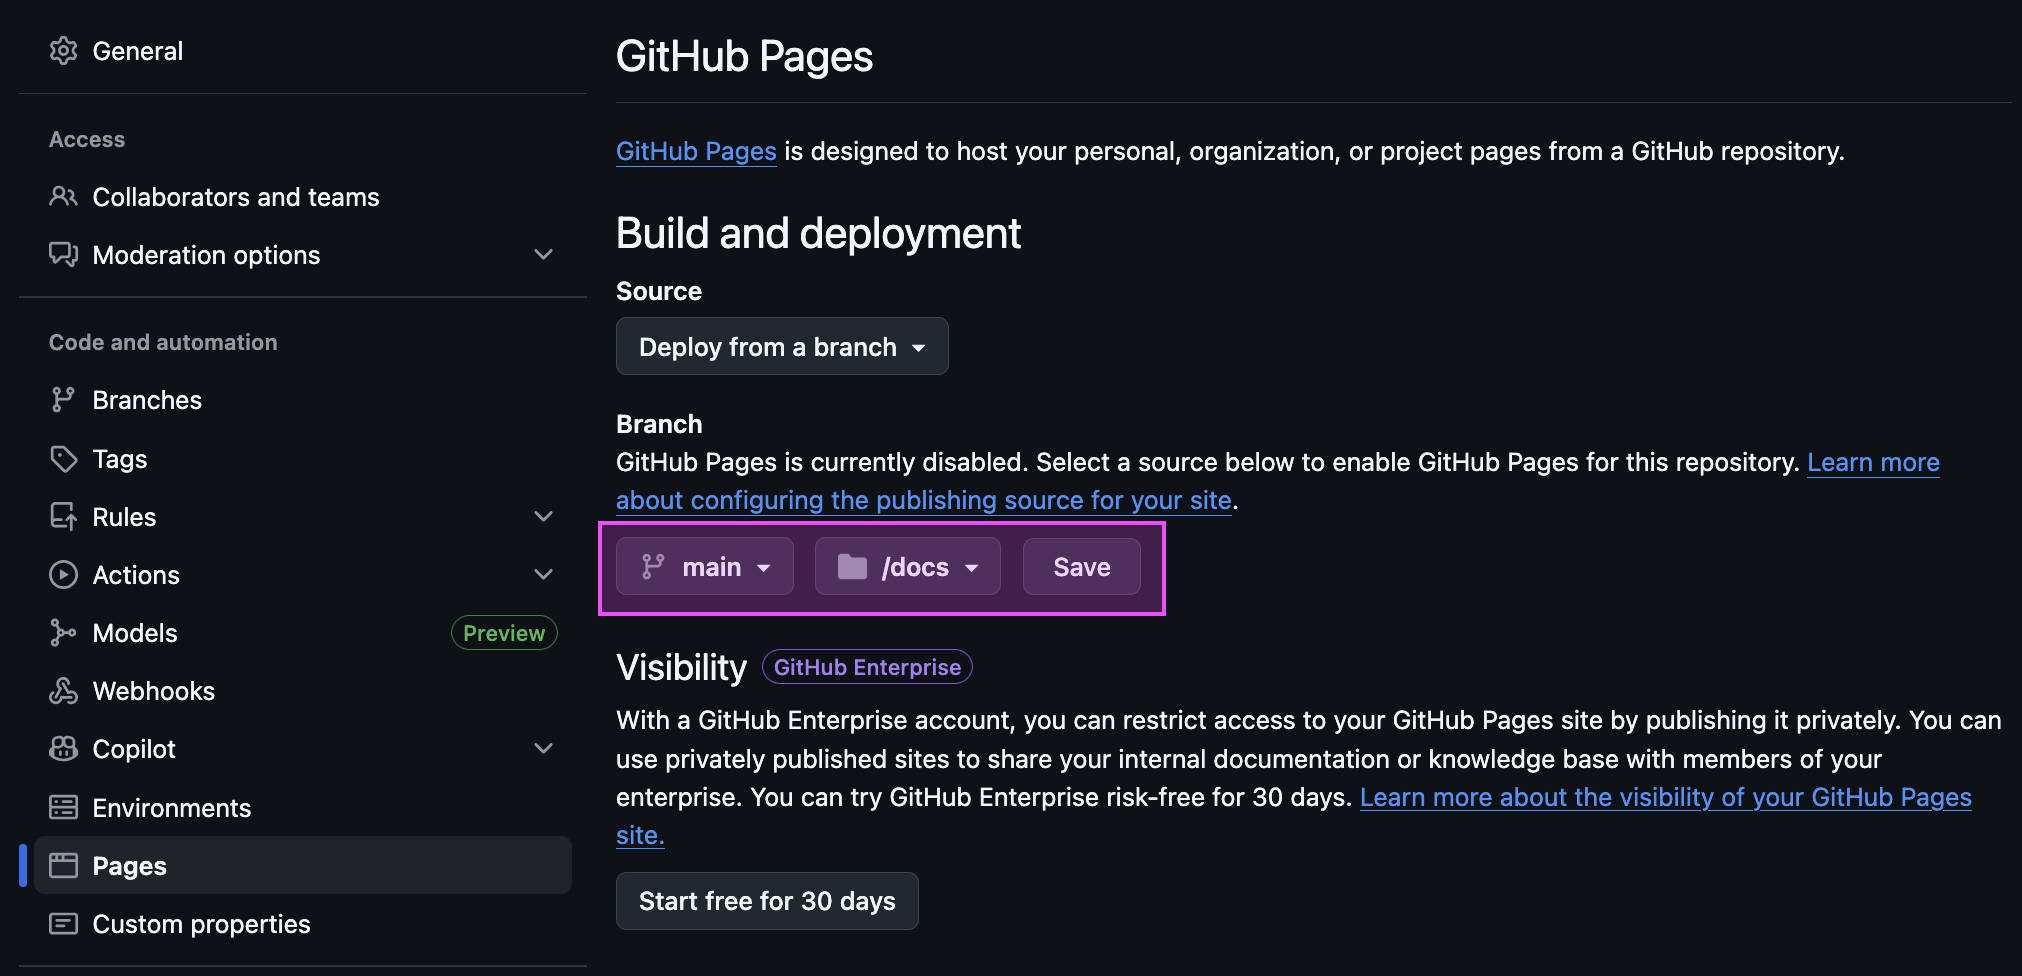 General
Access
Collaborators and teams
Moderation options
Code and automation
Branches
Tags
Rules
Actions
Models Preview
Webhooks
Copilot
Environments
Pages
Custom properties
GitHub Pages
GitHub Pages is designed to host your personal, organization, or project pages from a GitHub repository.
Build and deployment
Source
Deploy from a branch
Branch
GitHub Pages is currently disabled. Select a source below to enable GitHub Pages for this repository. Learn more
about configuring the publishing source for your site.
main /docs Save
Visibility GitHub Enterprise
With a GitHub Enterprise account, you can restrict access to your GitHub Pages site by publishing it privately. You can
use privately published sites to share your internal documentation or knowledge base with members of your
enterprise. You can try GitHub Enterprise risk-free for 30 days. Learn more about the visibility of your GitHub Pages
site.
Start free for 30 days